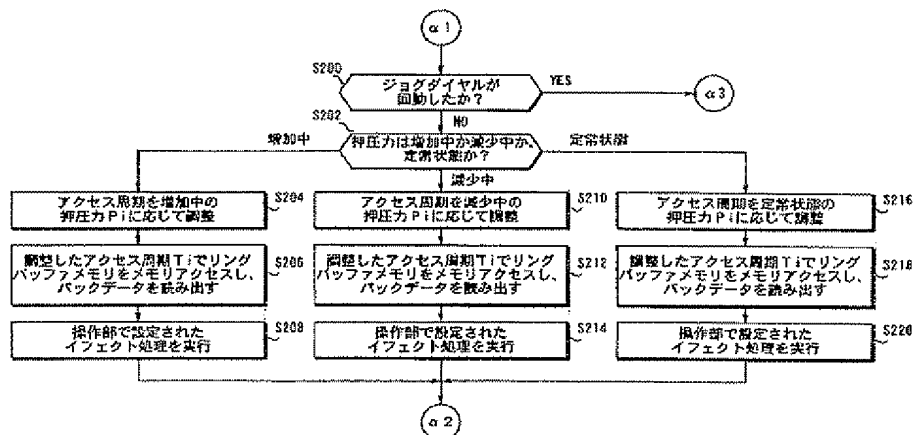 α1
S200
ジョグダイヤルが
回動したか？
YES
α3
NO
S202
押圧力は増加中か減少中か、
定常状態か？
増加中
減少中
定常状態
アクセス周期を増加中の
押圧力Piに応じて調整
S204
調整したアクセス周期Tiでリング
バッファメモリをメモリアクセスし、
パックデータを読み出す
S206
操作部で設定された
イフェクト処理を実行
S208
アクセス周期を減少中の
押圧力Piに応じて調整
S210
調整したアクセス周期Tiでリング
バッファメモリをメモリアクセスし、
パックデータを読み出す
S212
操作部で設定された
イフェクト処理を実行
S214
アクセス周期を定常状態の
押圧力Piに応じて調整
S216
調整したアクセス周期Tiでリング
バッファメモリをメモリアクセスし、
パックデータを読み出す
S218
操作部で設定された
イフェクト処理を実行
S220
α2